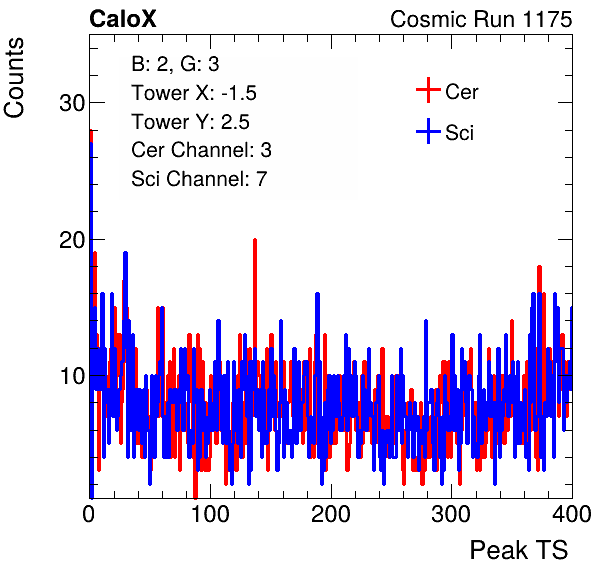 CaloX Cosmic Run 1175
Counts
B: 2, G: 3
Tower X: -1.5
Tower Y: 2.5
Cer Channel: 3
Sci Channel: 7
Cer
Sci
30
20
10
0 100 200 300 400
Peak TS